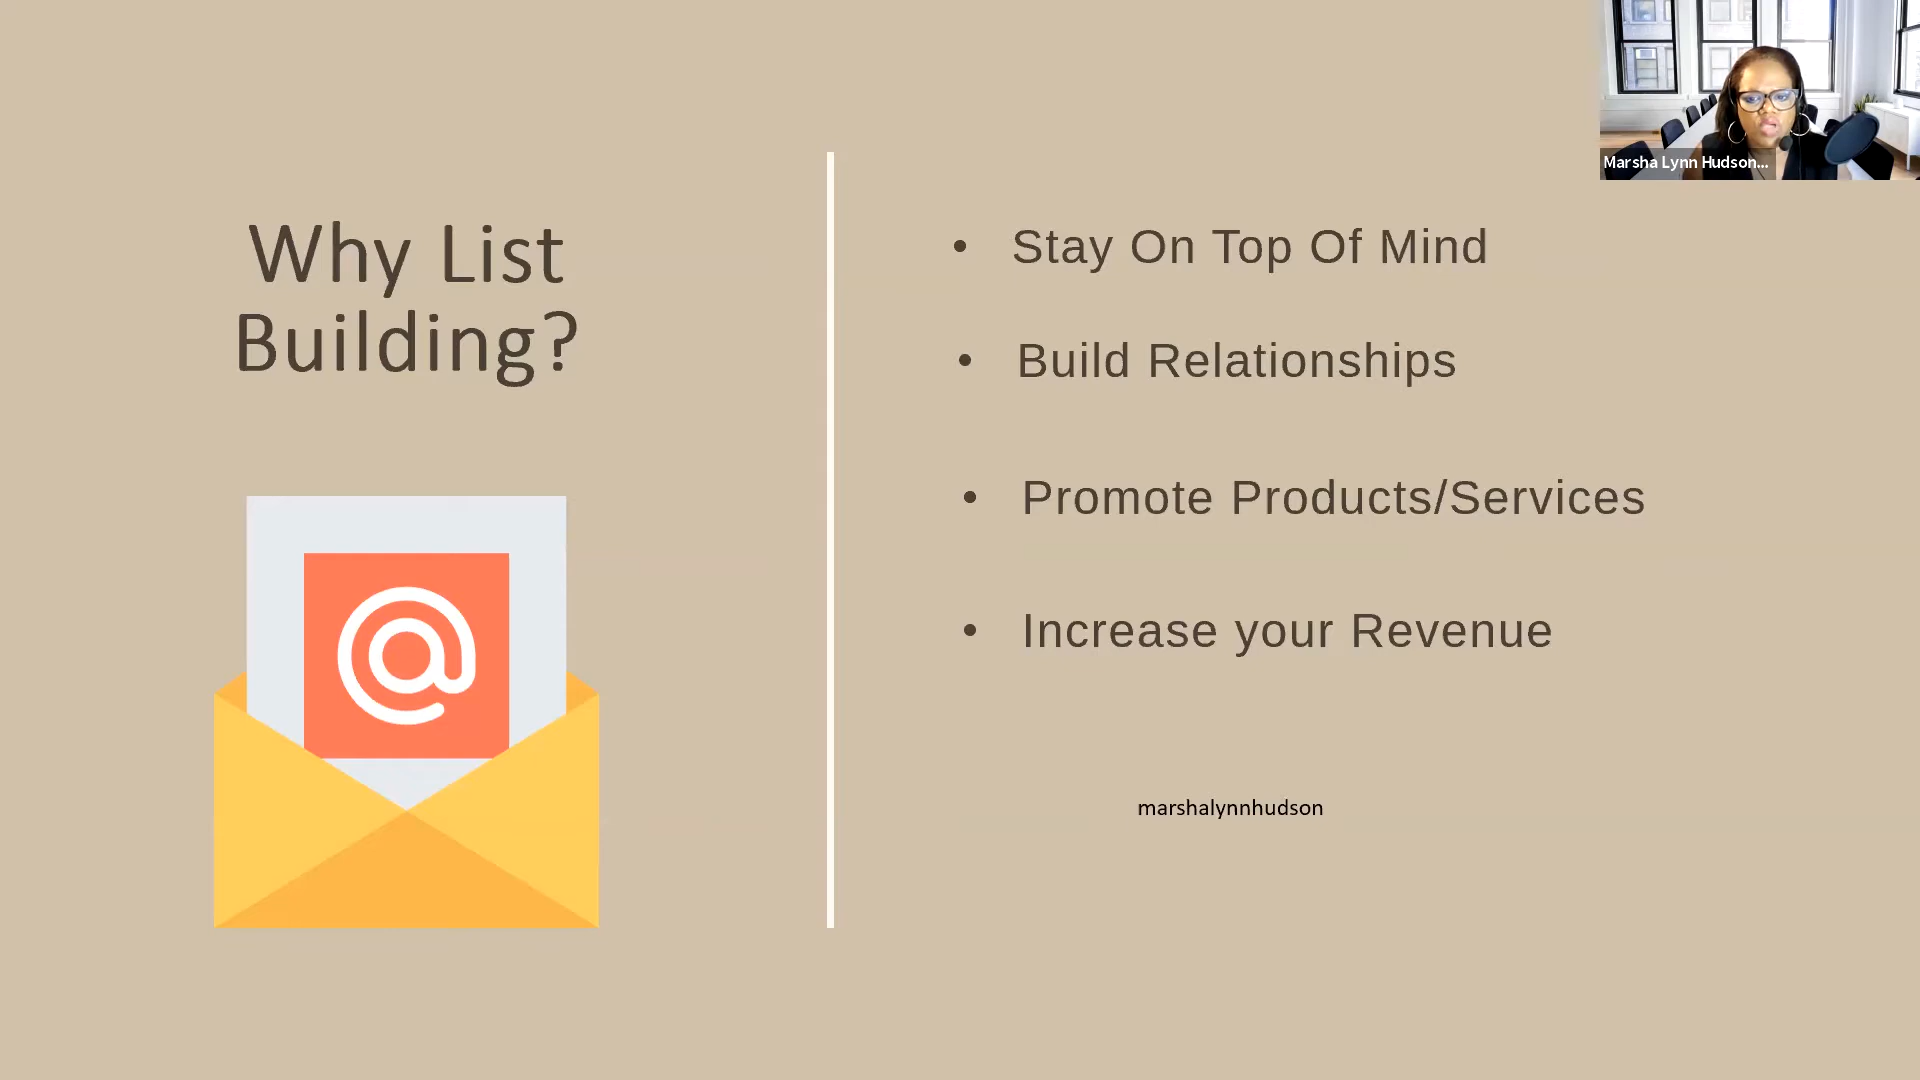 Why List
Building?
@
• Stay On Top Of Mind
• Build Relationships
• Promote Products/Services
• Increase your Revenue
marshalynnhudson
Marsha Lynn Hudson...